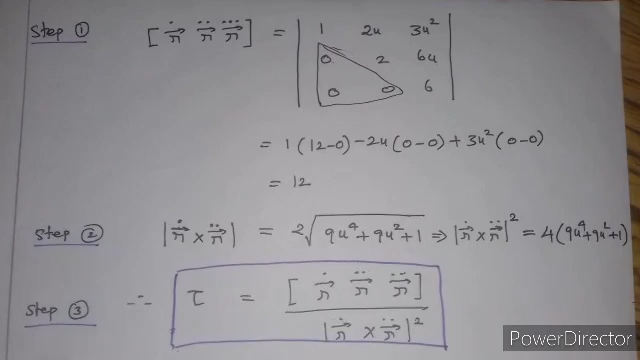 Step ① [ṙ⃗ r̈⃗ r⃛⃗] = | 1 2u 3u² |
| 0 2 6u |
| 0 0 6 |
= 1(12-0) - 2u(0-0) + 3u²(0-0)
= 12
Step ② |ṙ⃗ × r̈⃗| = 2√(9u⁴+9u²+1) ⇒ |ṙ⃗ × r̈⃗|² = 4(9u⁴+9u²+1)
Step ③ ∴ τ = [ṙ⃗ r̈⃗ r⃛⃗] / |ṙ⃗ × r̈⃗|²
PowerDirector